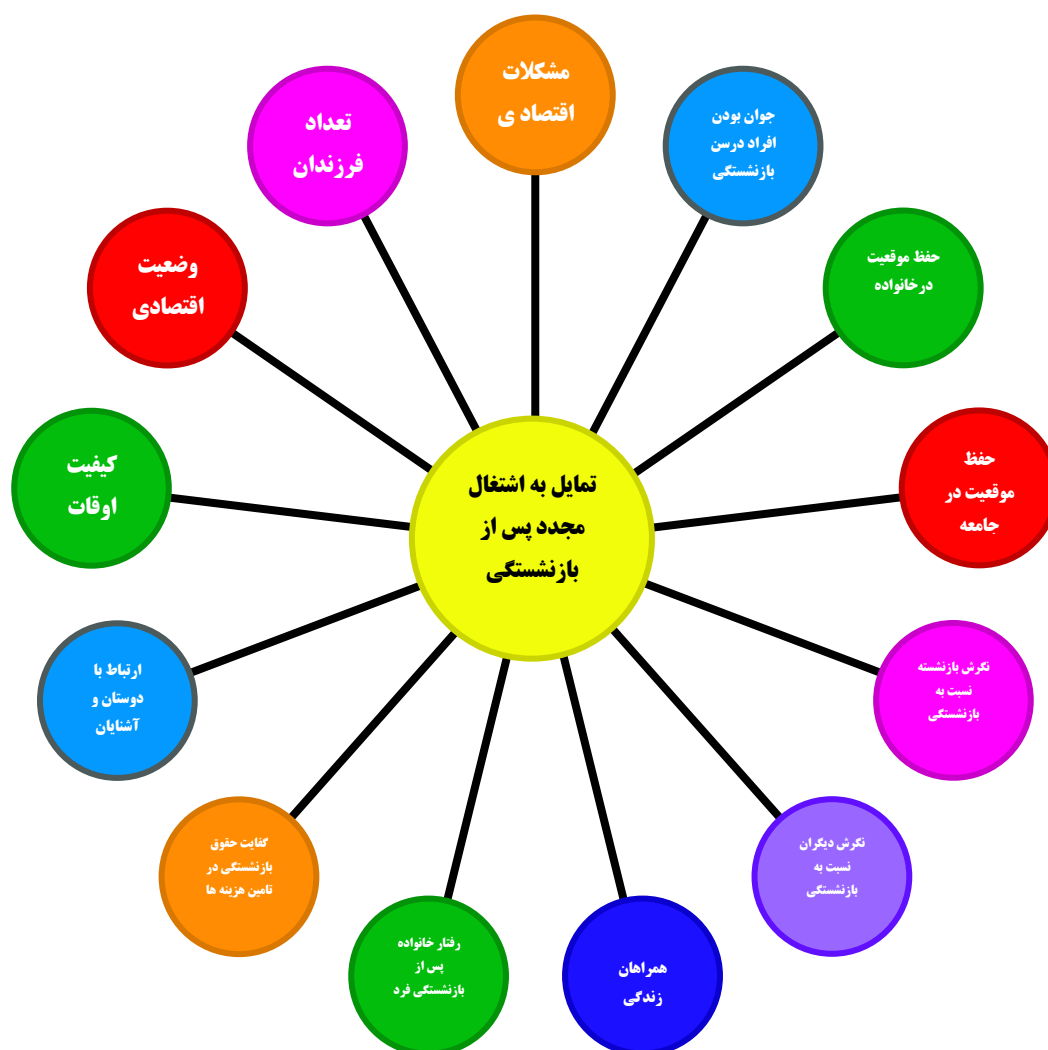 مشکلات
اقتصاد ی
جوان بودن
افراد درسن
بازنشستگی
حفظ موقعیت
درخانواده
حفظ
موقعیت در
جامعه
نگرش بازنشسته
نسبت به
بازنشستگی
نگرش دیگران
نسبت به
بازنشستگی
همراهان
زندگی
رفتار خانواده
پس از
بازنشستگی فرد
کفایت حقوق
بازنشستگی در
تامین هزینه ها
ارتباط با
دوستان و
آشنایان
کیفیت
اوقات
وضعیت
اقتصادی
تعداد
فرزندان
تمایل به اشتغال
مجدد پس از
بازنشستگی